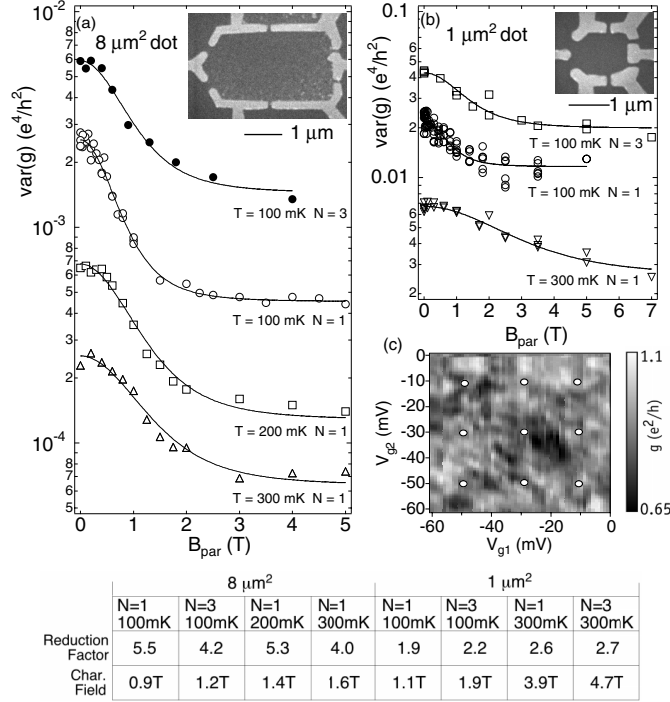 (a)
8 μm² dot
1 μm
var(g) (e⁴/h²)
10⁻²
8
7
6
5
4
3
2
10⁻³
8
7
6
5
4
3
2
10⁻⁴
8
7
6
5
T = 100 mK N = 3
T = 100 mK N = 1
T = 200 mK N = 1
T = 300 mK N = 1
0 1 2 3 4 5
B_par (T)
(b)
1 μm² dot
1 μm
var(g) (e⁴/h²)
0.1
8
6
5
4
3
2
0.01
8
6
5
4
3
2
T = 100 mK N = 3
T = 100 mK N = 1
T = 300 mK N = 1
0 1 2 3 4 5 6 7
B_par (T)
(c)
V_g2 (mV)
0
-10
-20
-30
-40
-50
-60
-60 -40 -20 0
V_g1 (mV)
1.1
g (e²/h)
0.65
8 μm² 1 μm²
N=1 N=3 N=1 N=1 N=1 N=3 N=1 N=3
100mK 100mK 200mK 300mK 100mK 100mK 300mK 300mK
Reduction
Factor
5.5 4.2 5.3 4.0 1.9 2.2 2.6 2.7
Char.
Field
0.9T 1.2T 1.4T 1.6T 1.1T 1.9T 3.9T 4.7T